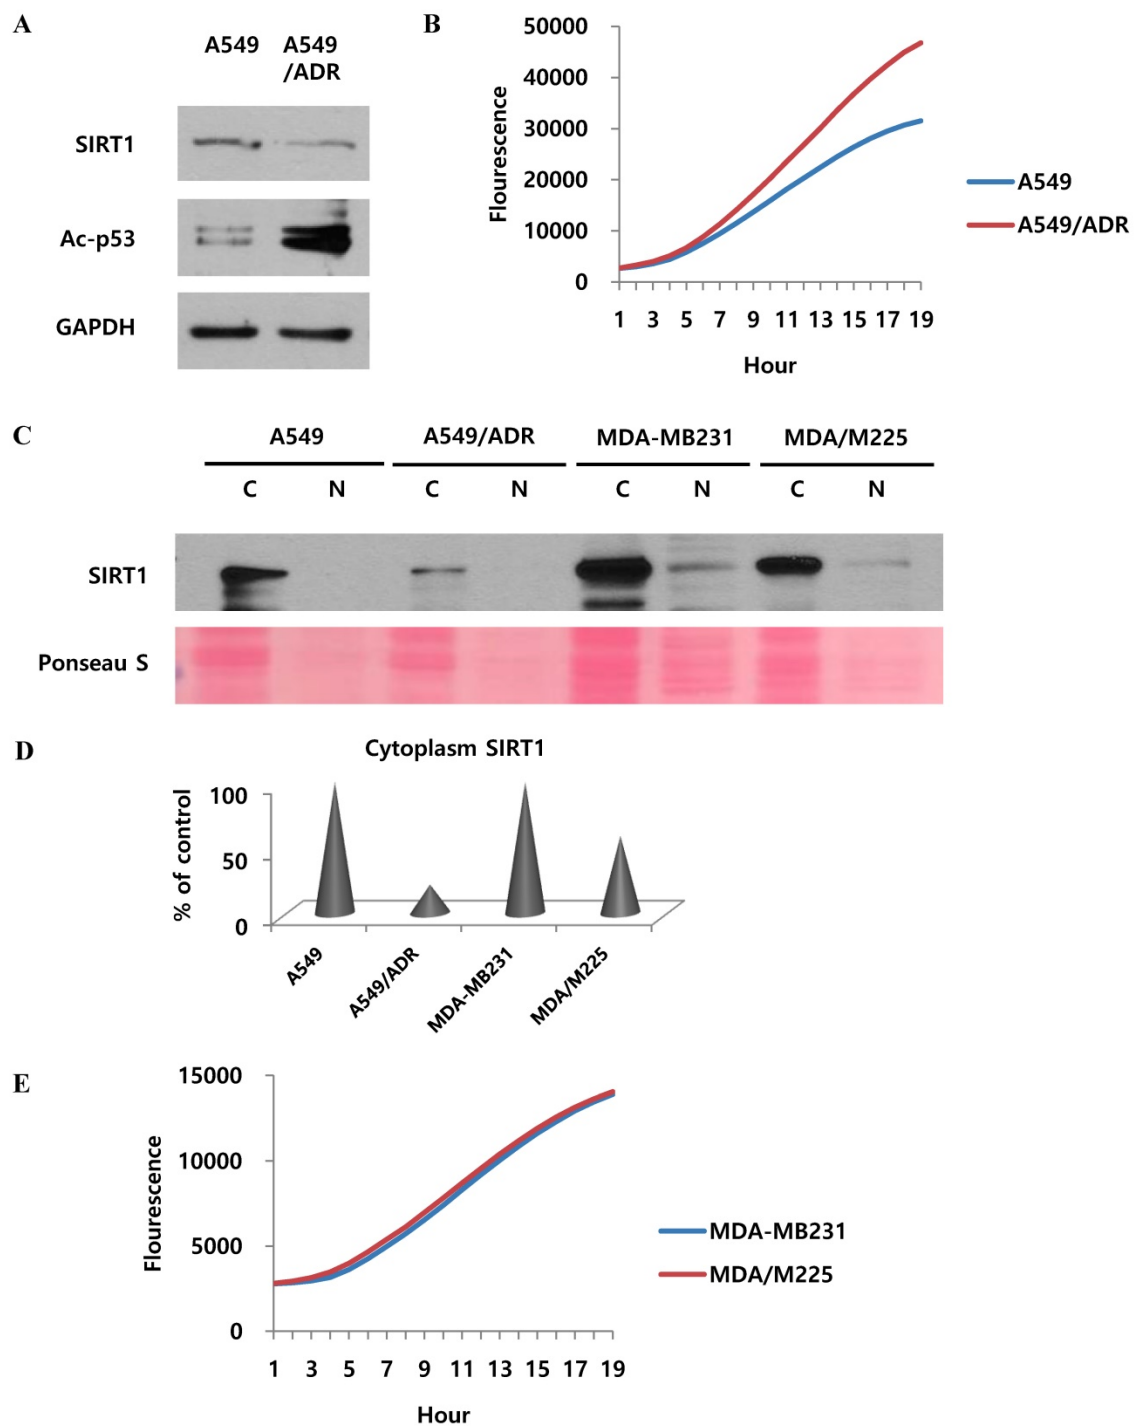 A
A549
A549
/ADR
SIRT1
Ac-p53
GAPDH
B
50000
40000
30000
20000
10000
0
Flourescence
1 3 5 7 9 11 13 15 17 19
Hour
A549
A549/ADR
C
A549 A549/ADR MDA-MB231 MDA/M225
C N C N C N C N
SIRT1
Ponseau S
D
Cytoplasm SIRT1
% of control
100
50
0
A549
A549/ADR
MDA-MB231
MDA/M225
E
15000
10000
5000
0
Flourescence
1 3 5 7 9 11 13 15 17 19
Hour
MDA-MB231
MDA/M225